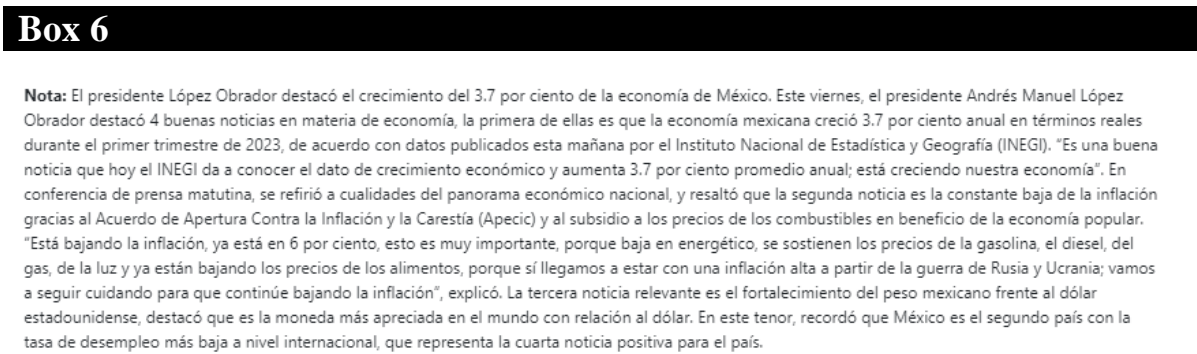 Box 6
Nota: El presidente López Obrador destacó el crecimiento del 3.7 por ciento de la economía de México. Este viernes, el presidente Andrés Manuel López
Obrador destacó 4 buenas noticias en materia de economía, la primera de ellas es que la economía mexicana creció 3.7 por ciento anual en términos reales
durante el primer trimestre de 2023, de acuerdo con datos publicados esta mañana por el Instituto Nacional de Estadística y Geografía (INEGI). “Es una buena
noticia que hoy el INEGI da a conocer el dato de crecimiento económico y aumenta 3.7 por ciento promedio anual; está creciendo nuestra economía”. En
conferencia de prensa matutina, se refirió a cualidades del panorama económico nacional, y resaltó que la segunda noticia es la constante baja de la inflación
gracias al Acuerdo de Apertura Contra la Inflación y la Carestía (Apecic) y al subsidio a los precios de los combustibles en beneficio de la economía popular.
“Está bajando la inflación, ya está en 6 por ciento, esto es muy importante, porque baja en energético, se sostienen los precios de la gasolina, el diesel, del
gas, de la luz y ya están bajando los precios de los alimentos, porque sí llegamos a estar con una inflación alta a partir de la guerra de Rusia y Ucrania; vamos
a seguir cuidando para que continúe bajando la inflación”, explicó. La tercera noticia relevante es el fortalecimiento del peso mexicano frente al dólar
estadounidense, destacó que es la moneda más apreciada en el mundo con relación al dólar. En este tenor, recordó que México es el segundo país con la
tasa de desempleo más baja a nivel internacional, que representa la cuarta noticia positiva para el país.